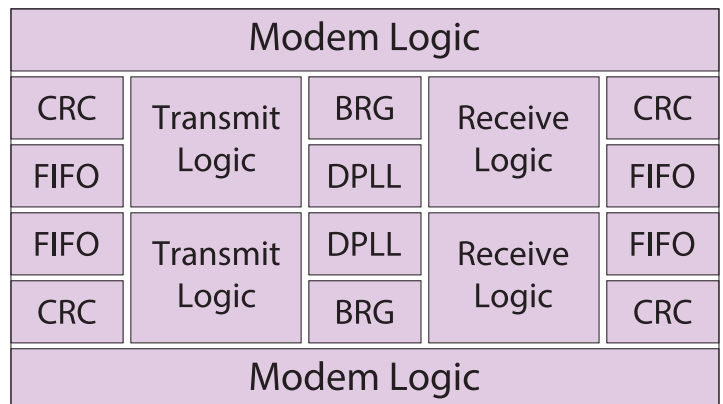 Modem Logic
CRC
Transmit
Logic
BRG
Receive
Logic
CRC
FIFO
DPLL
FIFO
FIFO
Transmit
Logic
DPLL
Receive
Logic
FIFO
CRC
BRG
CRC
Modem Logic